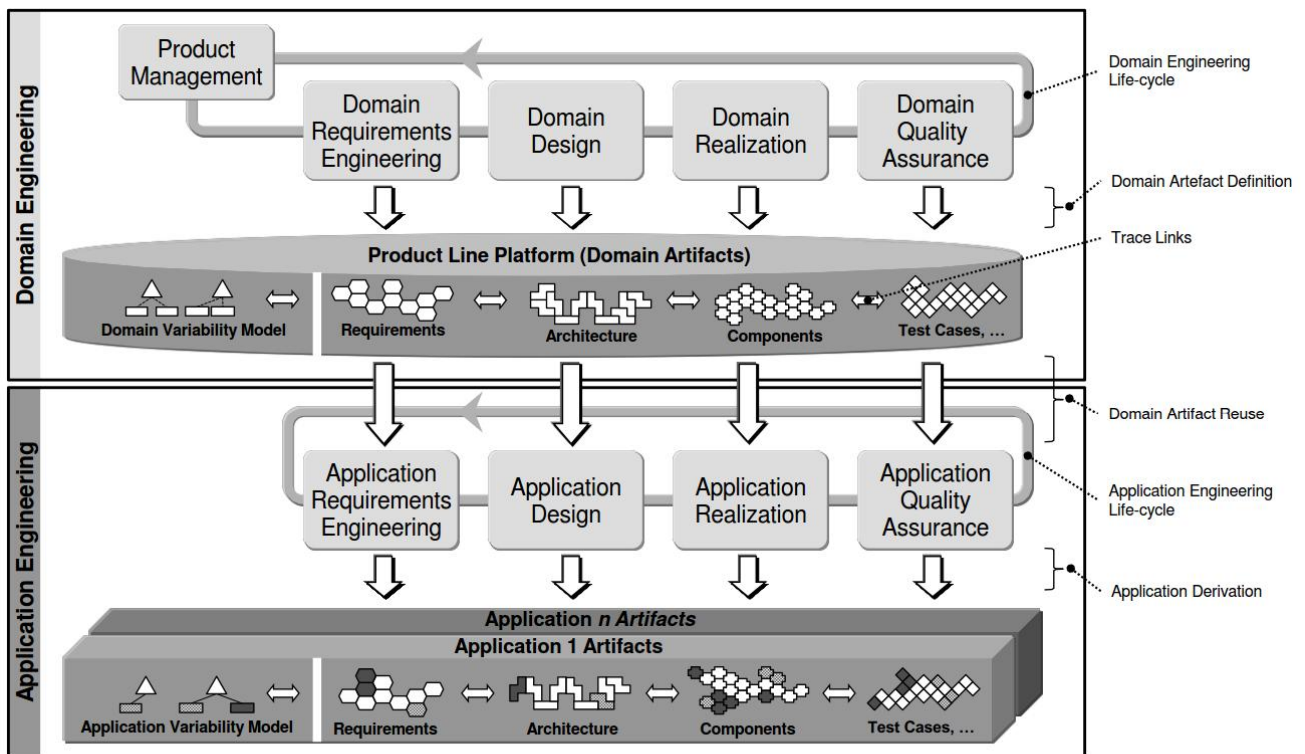 Domain Engineering
Product
Management
Domain
Requirements
Engineering
Domain
Design
Domain
Realization
Domain
Quality
Assurance
Domain Engineering
Life-cycle
Domain Artefact Definition
Trace Links
Product Line Platform (Domain Artifacts)
Domain Variability Model
Requirements
Architecture
Components
Test Cases, ...
Application Engineering
Domain Artifact Reuse
Application
Requirements
Engineering
Application
Design
Application
Realization
Application
Quality
Assurance
Application Engineering
Life-cycle
Application Derivation
Application n Artifacts
Application 1 Artifacts
Application Variability Model
Requirements
Architecture
Components
Test Cases, ...